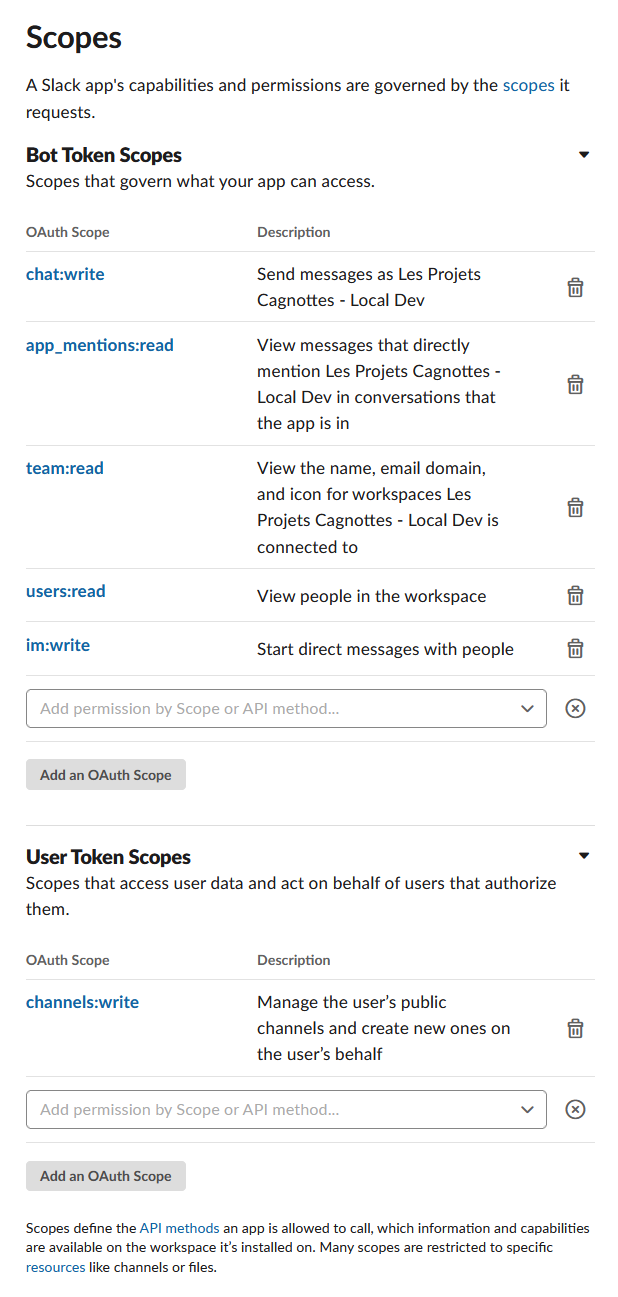 Scopes
A Slack app's capabilities and permissions are governed by the scopes it
requests.
Bot Token Scopes
Scopes that govern what your app can access.
OAuth Scope Description
chat:write Send messages as Les Projets
Cagnottes - Local Dev
app_mentions:read View messages that directly
mention Les Projets Cagnottes -
Local Dev in conversations that
the app is in
team:read View the name, email domain,
and icon for workspaces Les
Projets Cagnottes - Local Dev is
connected to
users:read View people in the workspace
im:write Start direct messages with people
Add permission by Scope or API method...
Add an OAuth Scope
User Token Scopes
Scopes that access user data and act on behalf of users that authorize
them.
OAuth Scope Description
channels:write Manage the user’s public
channels and create new ones on
the user’s behalf
Add permission by Scope or API method...
Add an OAuth Scope
Scopes define the API methods an app is allowed to call, which information and capabilities
are available on the workspace it’s installed on. Many scopes are restricted to specific
resources like channels or files.